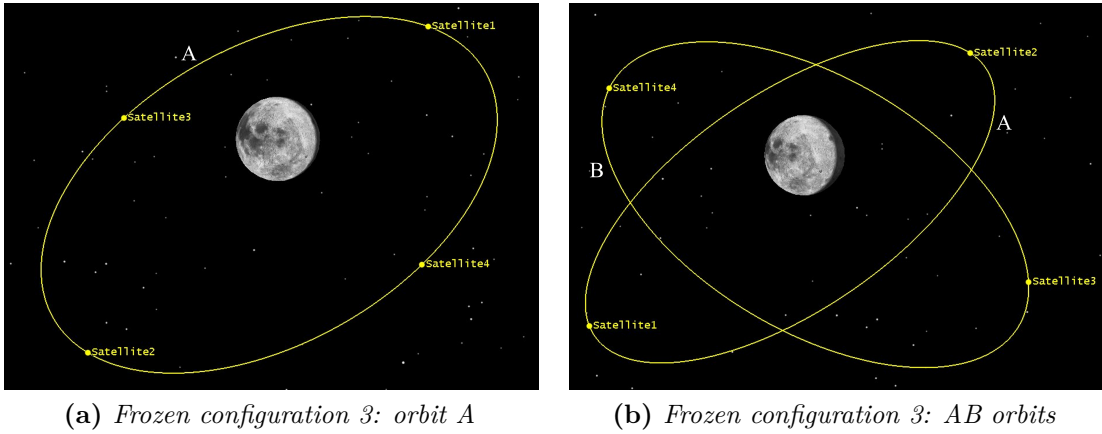 Satellite1
A
Satellite3
Satellite4
Satellite2
Satellite2
Satellite4
A
B
Satellite3
Satellite1
(a) Frozen configuration 3: orbit A
(b) Frozen configuration 3: AB orbits